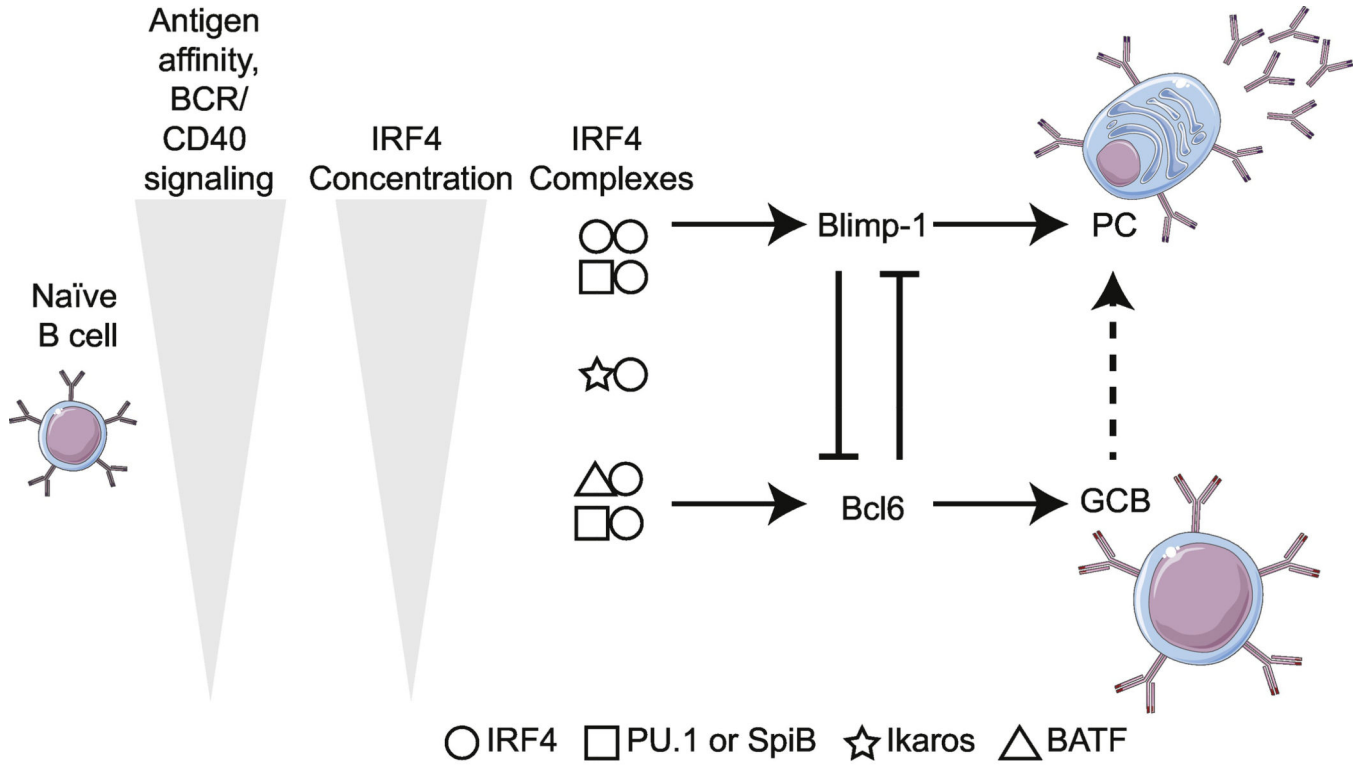 Antigen
affinity,
BCR/
CD40
signaling
IRF4
Concentration
IRF4
Complexes
Naïve
B cell
Blimp-1
PC
Bcl6
GCB
IRF4
PU.1 or SpiB
Ikaros
BATF